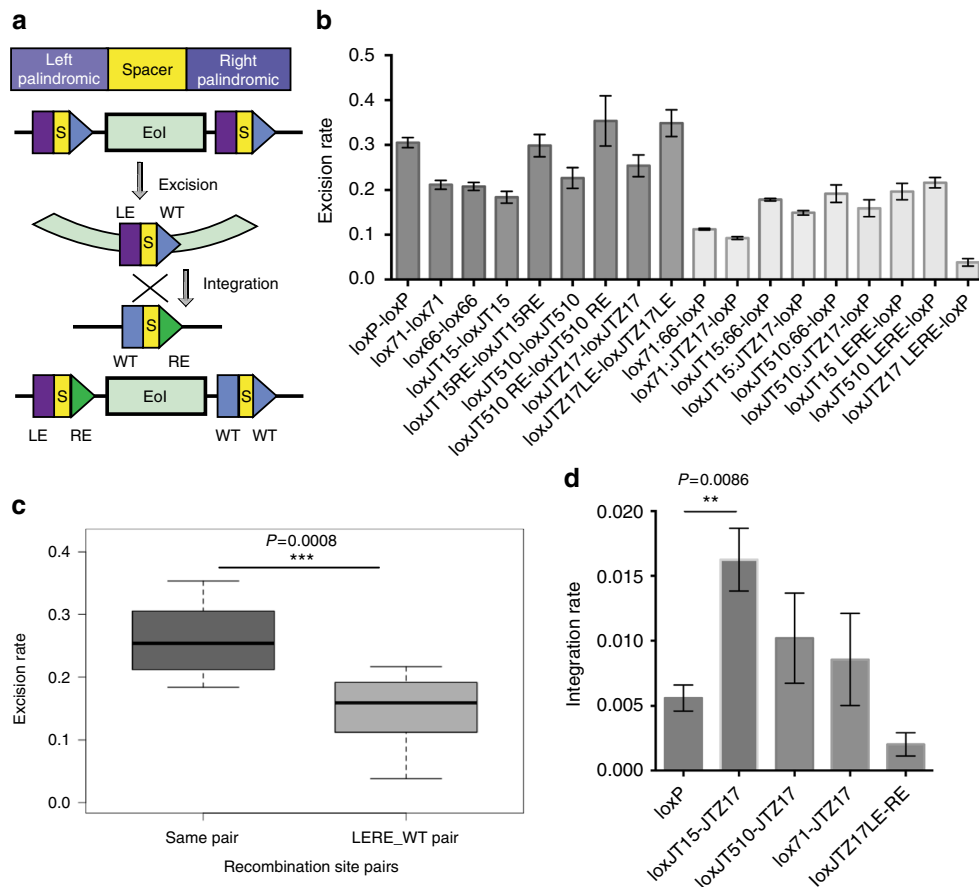 a
Left palindromic
Spacer
Right palindromic
S
EoI
S
Excision
LE
WT
S
Integration
S
WT
RE
S
EoI
S
LE
RE
WT
WT
b
Excision rate
0.4
0.3
0.2
0.1
0.0
loxP-loxP
lox71-lox71
lox66-lox66
loxJT15-loxJT15
loxJT15RE-loxJT15RE
loxJT510-loxJT510
loxJT510 RE-loxJT510 RE
loxJTZ17-loxJTZ17
loxJTZ17LE-loxJTZ17LE
lox71:66-loxP
lox71:JTZ17-loxP
loxJT15:66-loxP
loxJT15:JTZ17-loxP
loxJT510:66-loxP
loxJT510:JTZ17-loxP
loxJT15 LERE-loxP
loxJT510 LERE-loxP
loxJTZ17 LERE-loxP
c
P=0.0008
***
Excision rate
0.4
0.3
0.2
0.1
0.0
Same pair
LERE_WT pair
Recombination site pairs
d
P=0.0086
**
Integration rate
0.020
0.015
0.010
0.005
0.000
loxP
loxJT15-JTZ17
loxJT510-JTZ17
lox71-JTZ17
loxJTZ17LE-RE